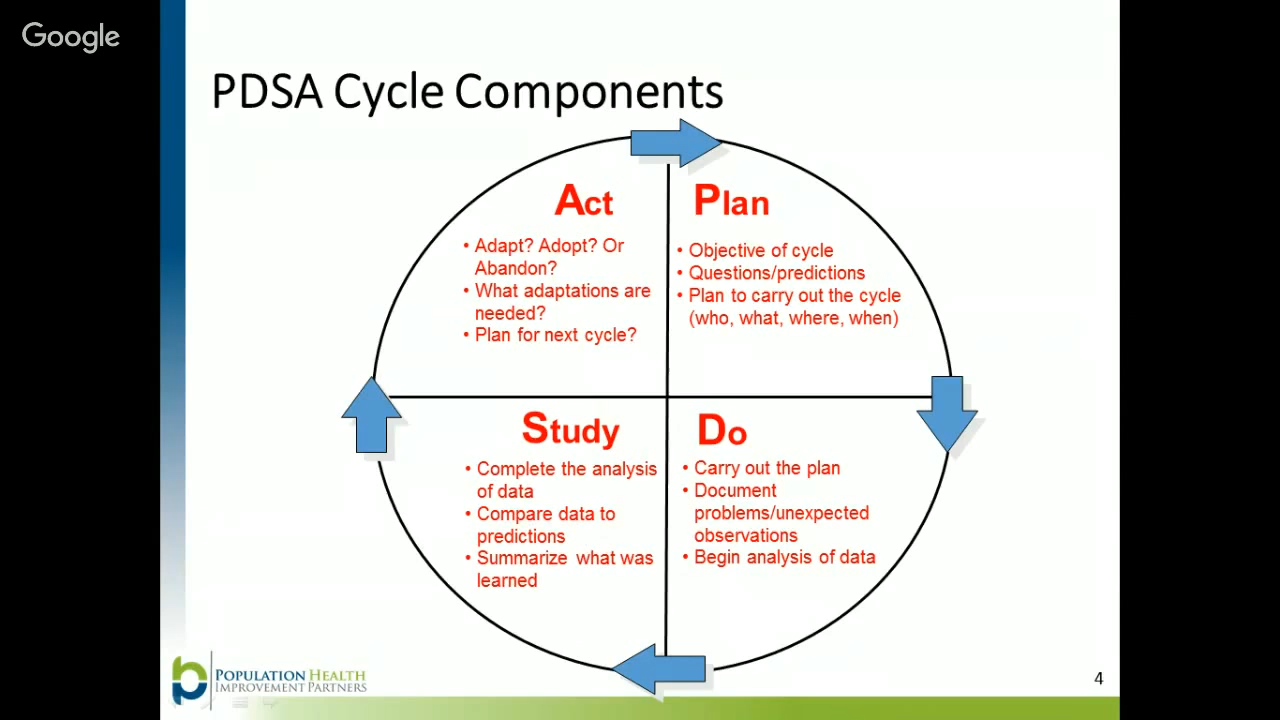 Google
PDSA Cycle Components
Act
• Adapt? Adopt? Or
Abandon?
• What adaptations are
needed?
• Plan for next cycle?
Plan
• Objective of cycle
• Questions/predictions
• Plan to carry out the cycle
(who, what, where, when)
Study
• Complete the analysis
of data
• Compare data to
predictions
• Summarize what was
learned
Do
• Carry out the plan
• Document
problems/unexpected
observations
• Begin analysis of data
POPULATION HEALTH
IMPROVEMENT PARTNERS
4